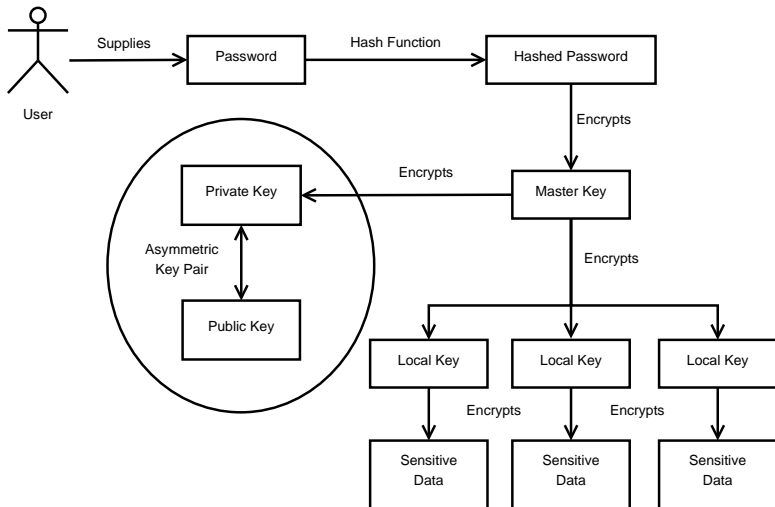 Supplies
Password
Hash Function
Hashed Password
User
Encrypts
Private Key
Encrypts
Master Key
Asymmetric
Key Pair
Encrypts
Public Key
Local Key
Local Key
Local Key
Encrypts
Encrypts
Sensitive
Data
Sensitive
Data
Sensitive
Data